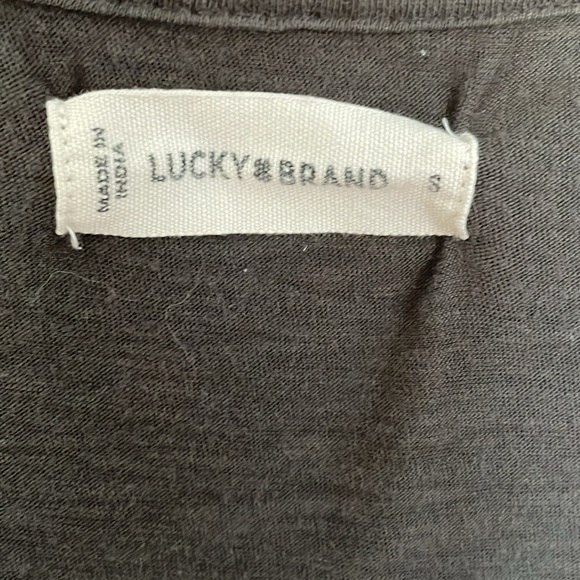 MADE IN
INDIA
LUCKY BRAND
S